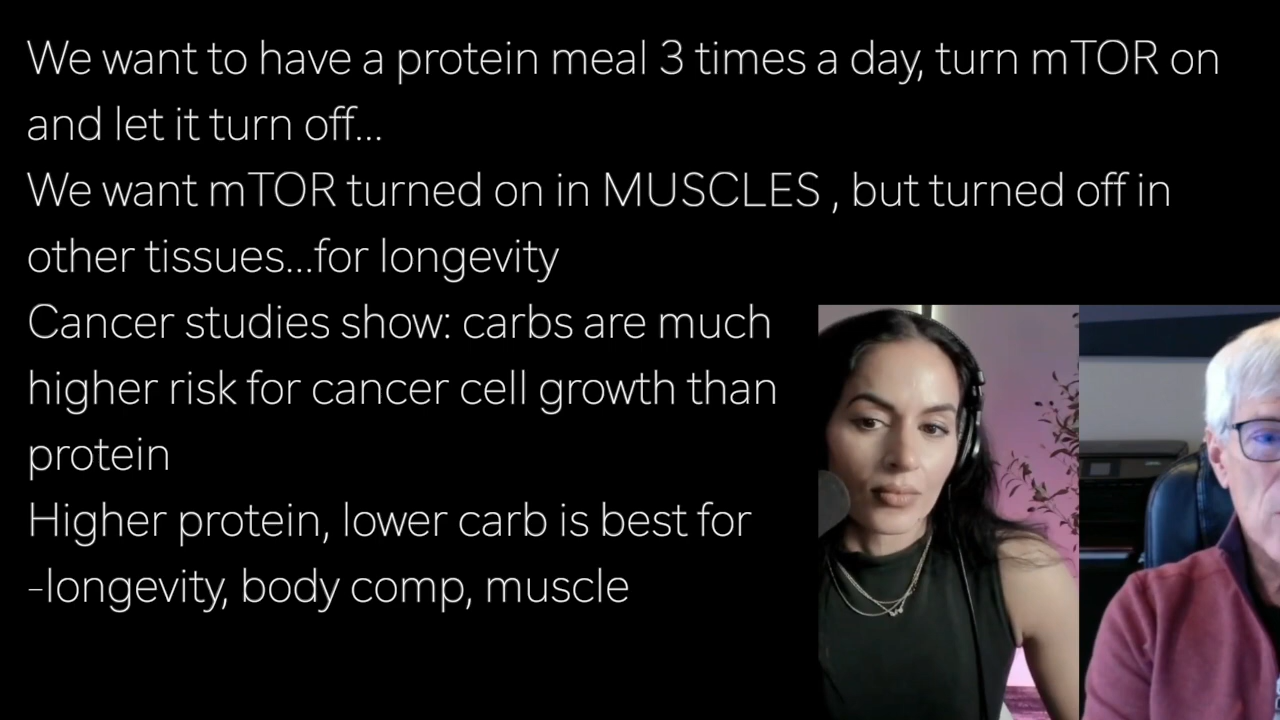 We want to have a protein meal 3 times a day, turn mTOR on
and let it turn off...
We want mTOR turned on in MUSCLES , but turned off in
other tissues...for longevity
Cancer studies show: carbs are much
higher risk for cancer cell growth than
protein
Higher protein, lower carb is best for
-longevity, body comp, muscle